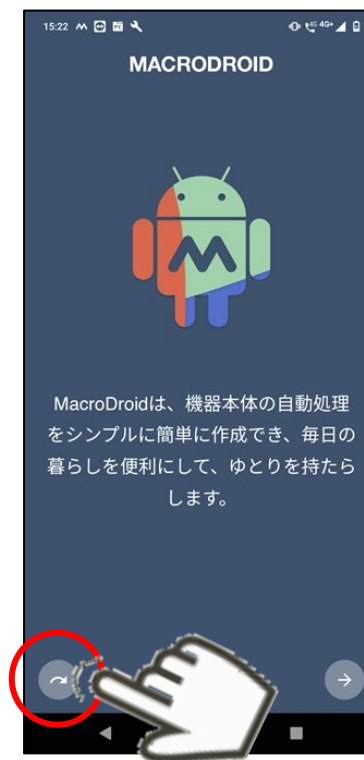 15:22
4G 4G+
MACRODROID
MacroDroidは、機器本体の自動処理
をシンプルに簡単に作成でき、毎日の
暮らしを便利にして、ゆとりを持たら
します。